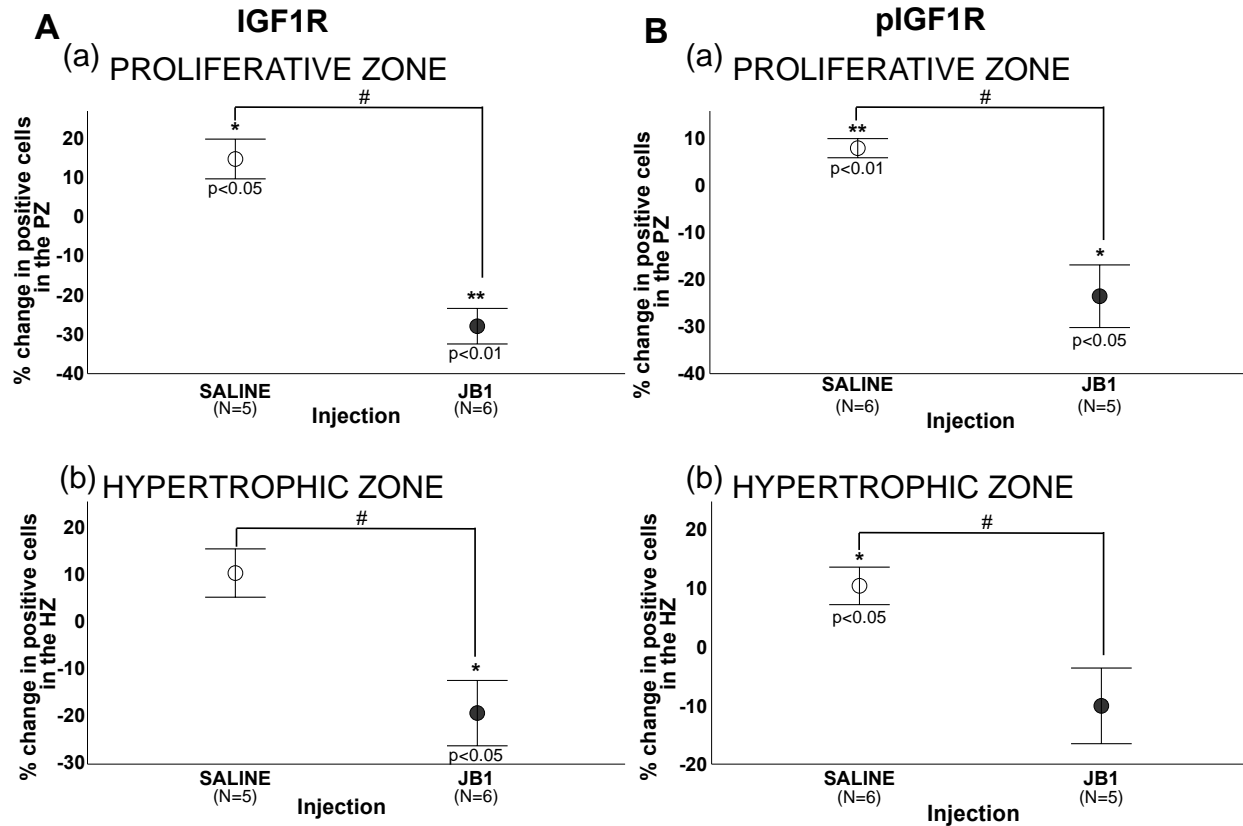 A
IGF1R
(a) PROLIFERATIVE ZONE
#
% change in positive cells
in the PZ
20
10
0
-10
-20
-30
-40
*
p<0.05
**
p<0.01
SALINE
(N=5)
JB1
(N=6)
Injection
B
pIGF1R
(a) PROLIFERATIVE ZONE
#
% change in positive cells
in the PZ
10
0
-10
-20
-30
-40
**
p<0.01
*
p<0.05
SALINE
(N=6)
JB1
(N=5)
Injection
(b) HYPERTROPHIC ZONE
#
% change in positive cells
in the HZ
20
10
0
-10
-20
-30
*
p<0.05
SALINE
(N=5)
JB1
(N=6)
Injection
(b) HYPERTROPHIC ZONE
#
% change in positive cells
in the HZ
20
10
0
-10
-20
*
p<0.05
SALINE
(N=6)
JB1
(N=5)
Injection